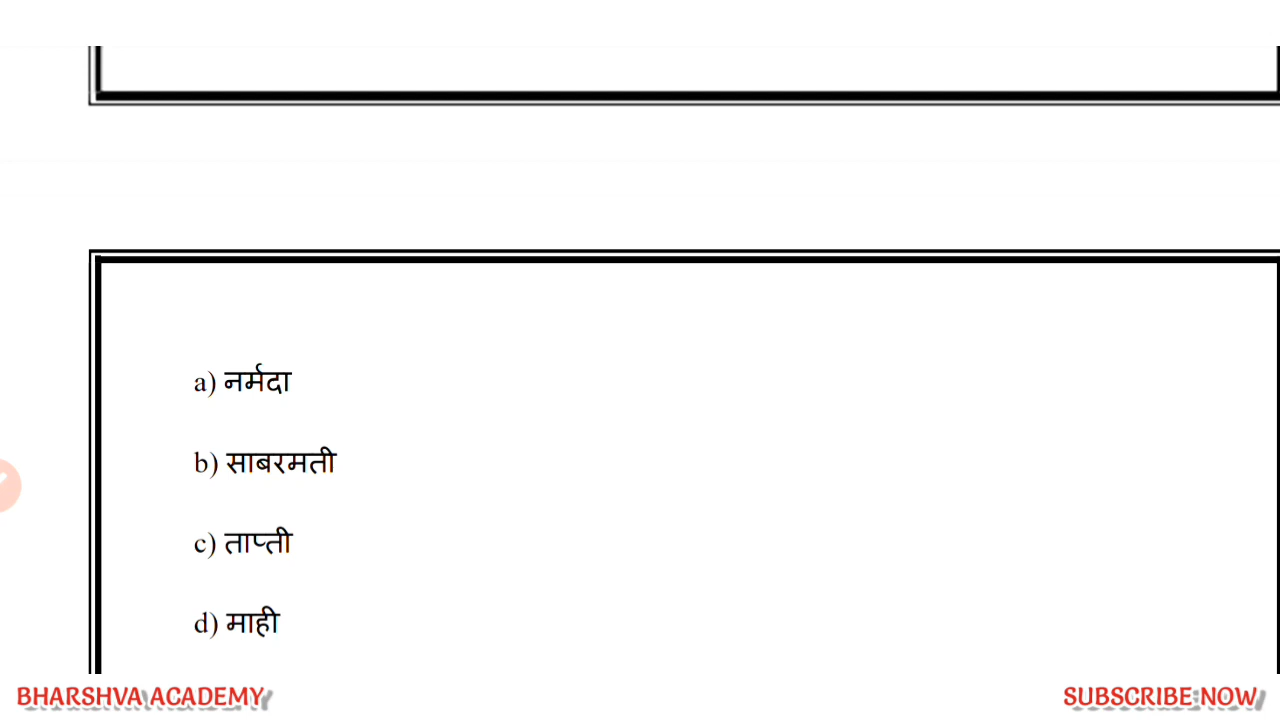 a) नर्मदा
b) साबरमती
c) ताप्ती
d) माही
BHARSHVA ACADEMY
SUBSCRIBE NOW